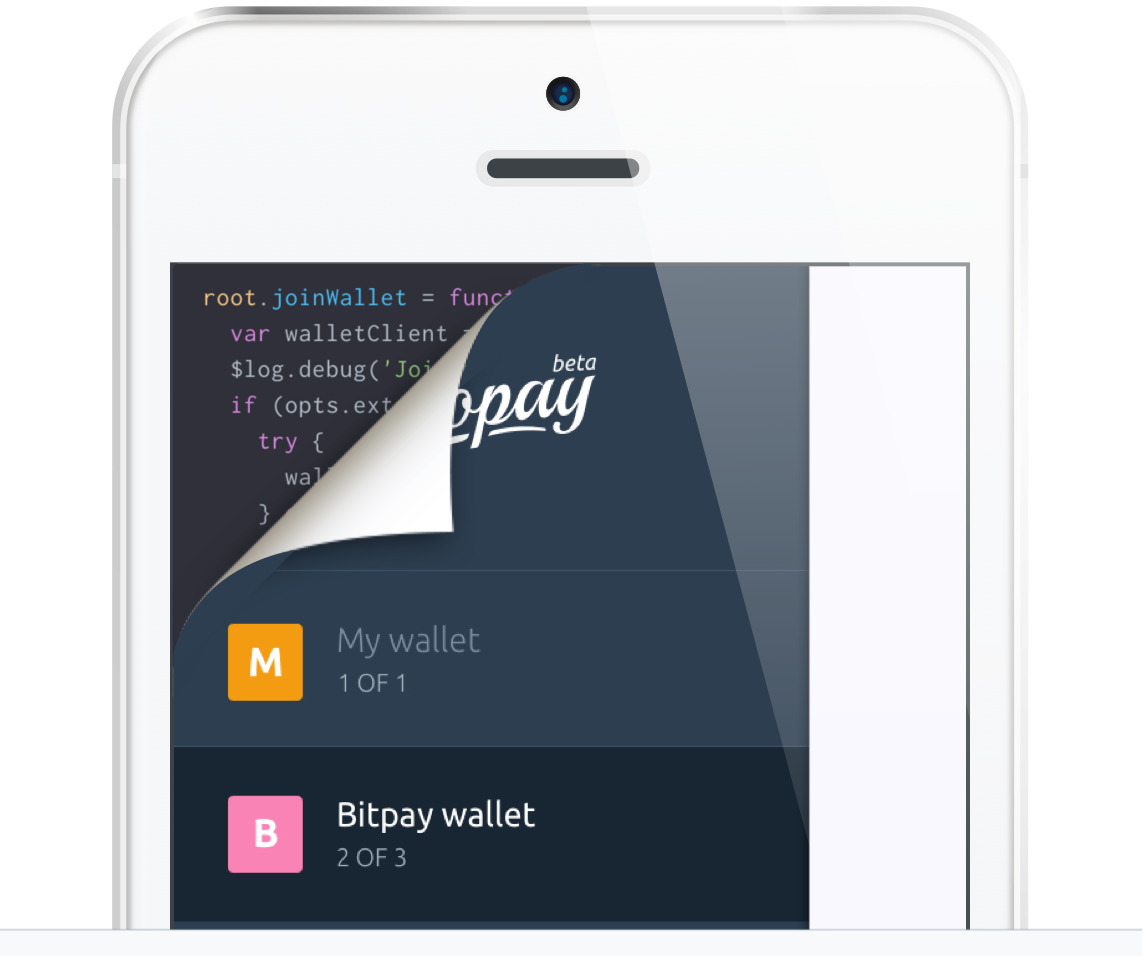 root.joinWallet = funct
var walletClient =
$log.debug('Joi
if (opts.ext
try {
wal
}
beta
opay
M
My wallet
1 OF 1
B
Bitpay wallet
2 OF 3